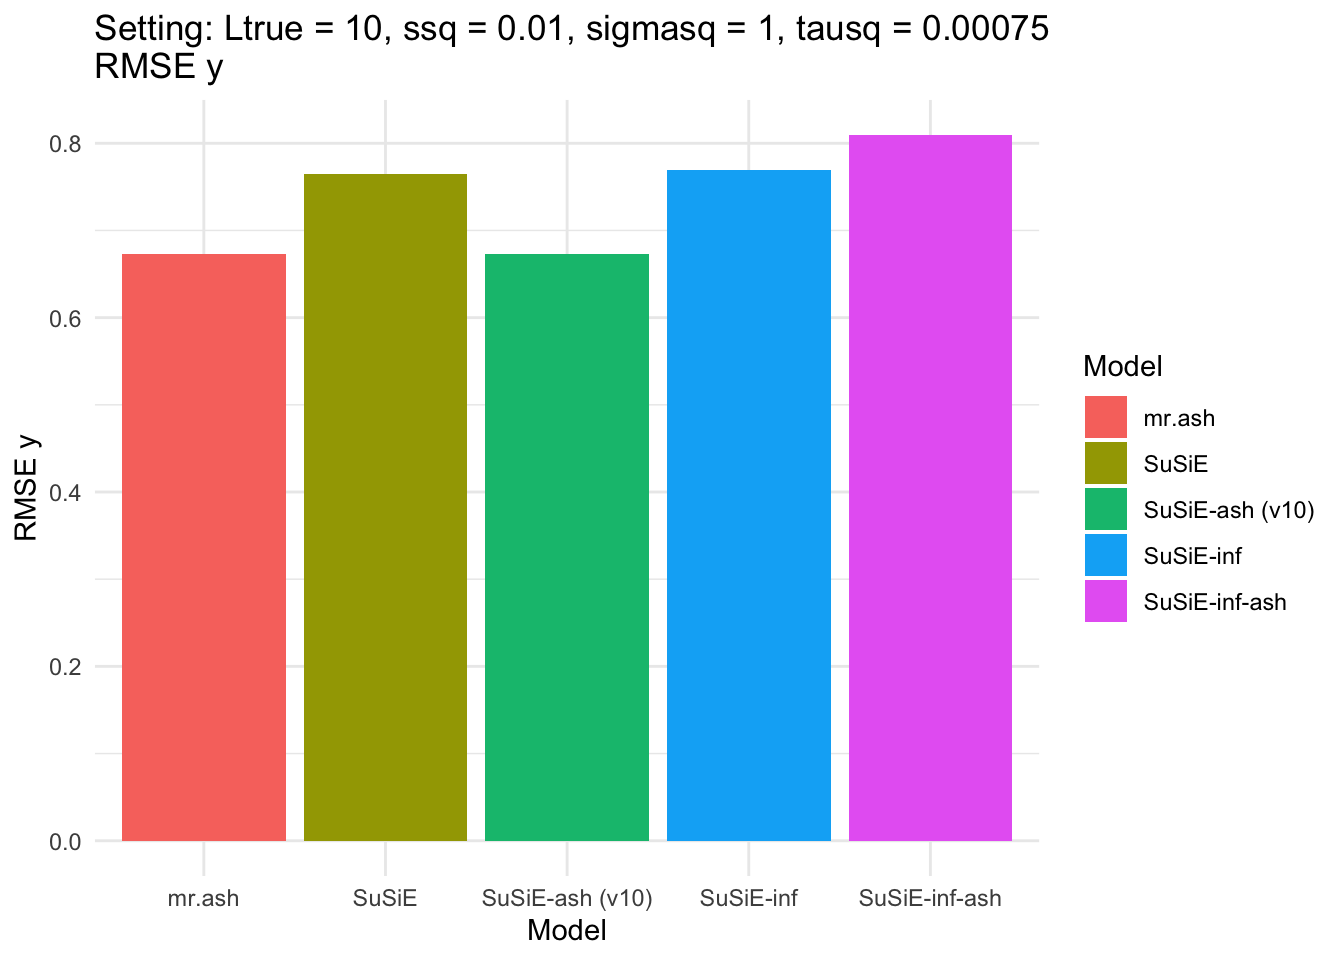 Setting: Ltrue = 10, ssq = 0.01, sigmasq = 1, tausq = 0.00075
RMSE y
RMSE y
0.8
0.6
0.4
0.2
0.0
mr.ash
SuSiE
SuSiE-ash (v10)
SuSiE-inf
SuSiE-inf-ash
Model
Model
mr.ash
SuSiE
SuSiE-ash (v10)
SuSiE-inf
SuSiE-inf-ash